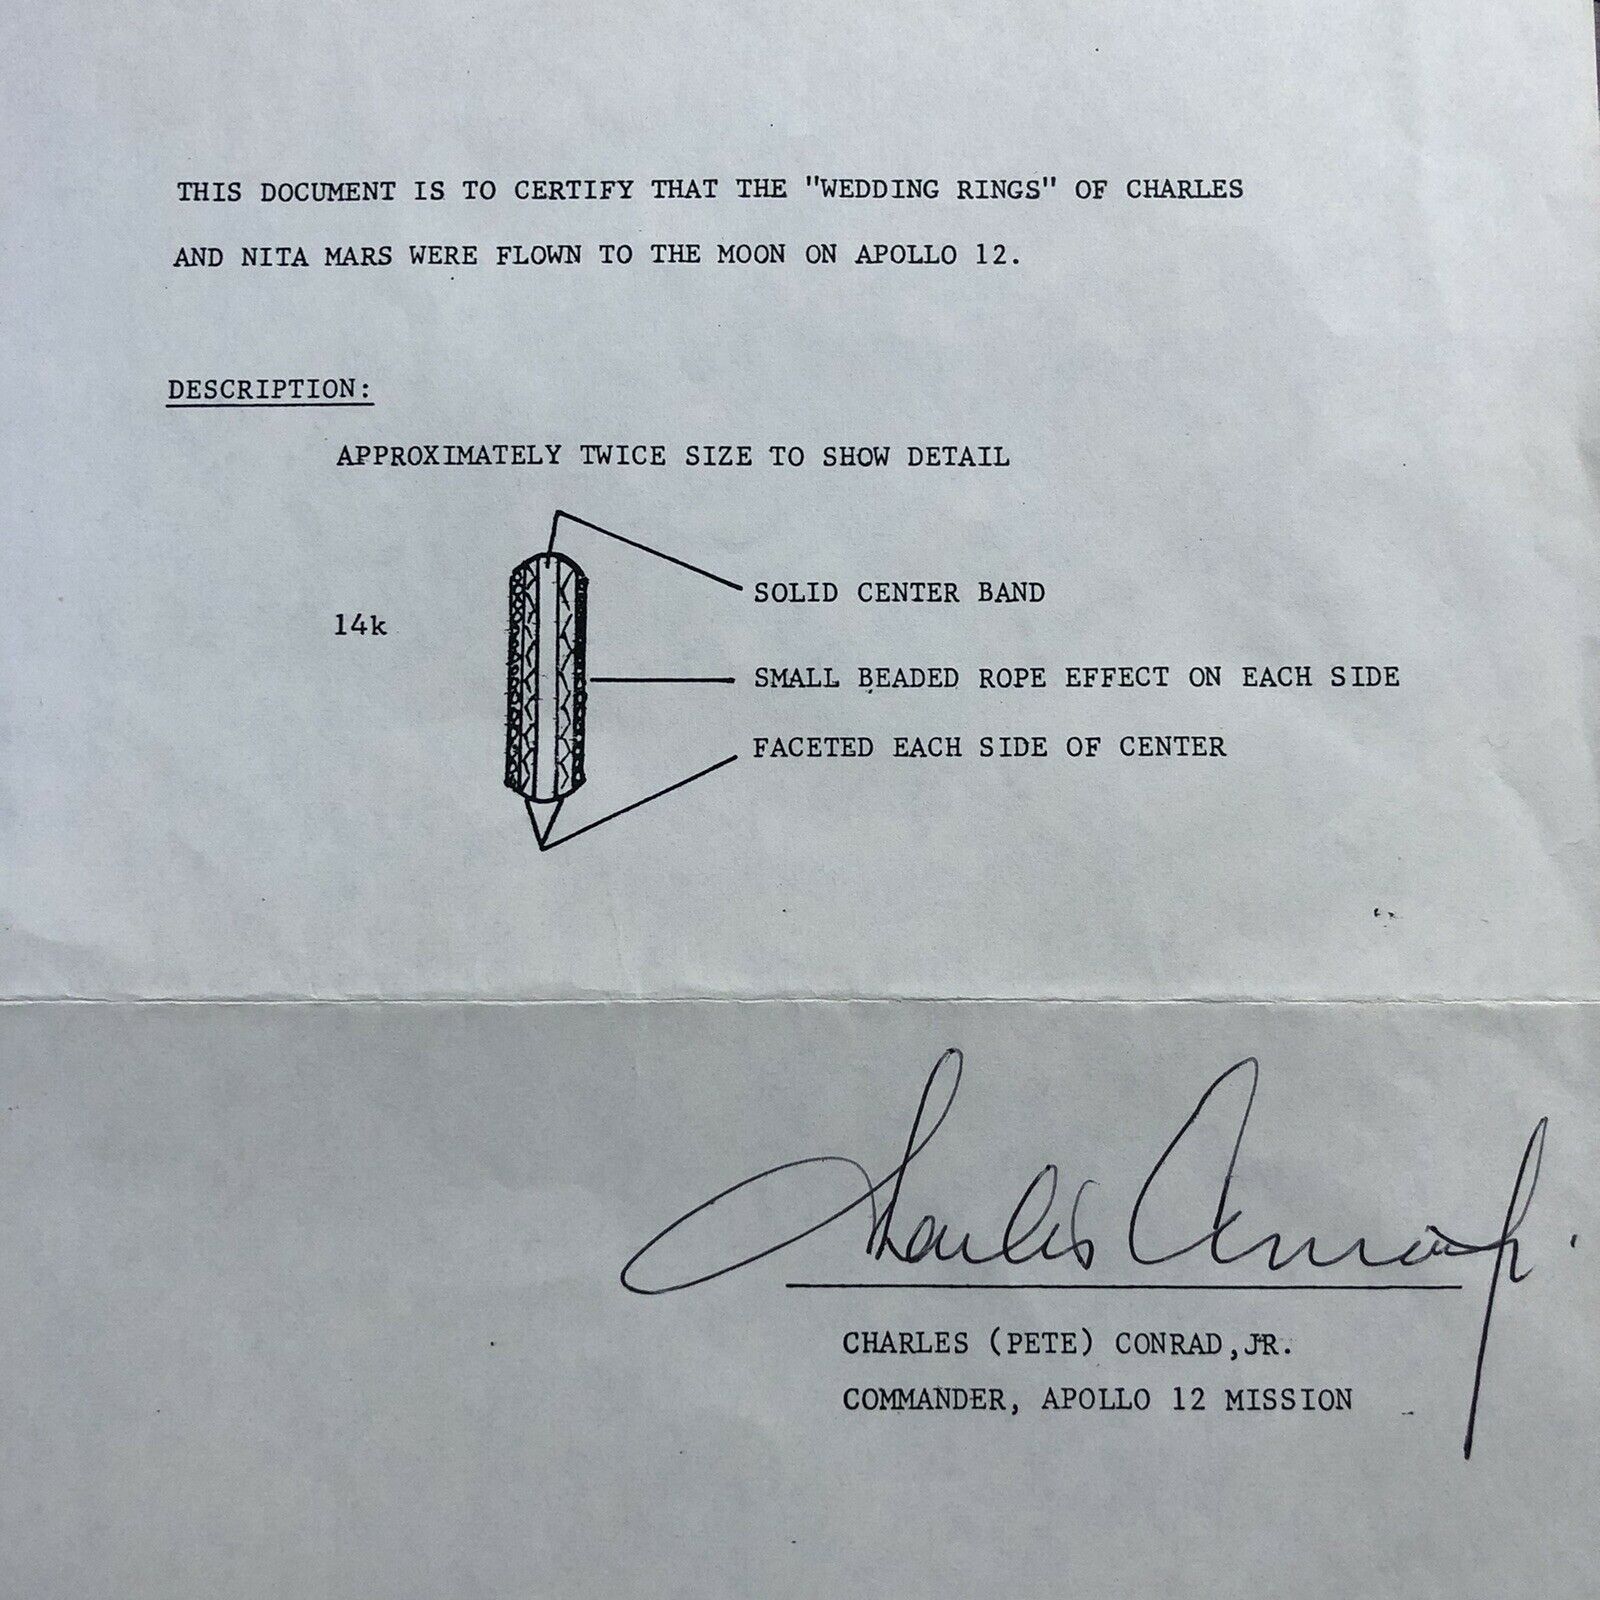 THIS DOCUMENT IS TO CERTIFY THAT THE "WEDDING RINGS" OF CHARLES
AND NITA MARS WERE FLOWN TO THE MOON ON APOLLO 12.
DESCRIPTION:
APPROXIMATELY TWICE SIZE TO SHOW DETAIL
SOLID CENTER BAND
14k
SMALL BEADED ROPE EFFECT ON EACH SIDE
FACETED EACH SIDE OF CENTER
Charles Conrad Jr.
CHARLES (PETE) CONRAD,JR.
COMMANDER, APOLLO 12 MISSION